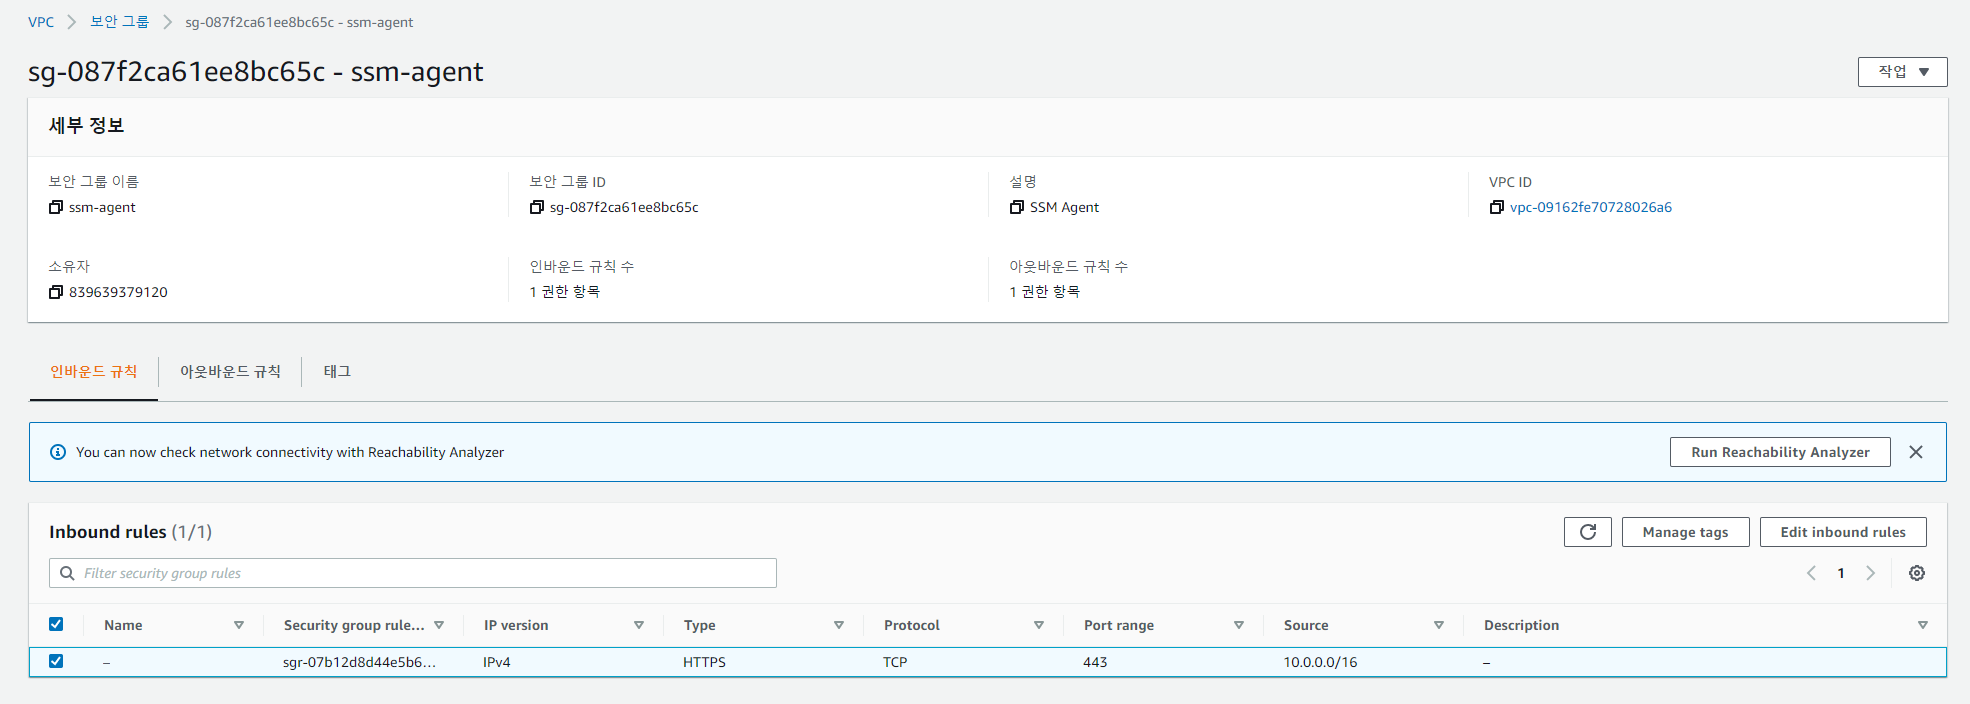 VPC > 보안 그룹 > sg-087f2ca61ee8bc65c - ssm-agent
sg-087f2ca61ee8bc65c - ssm-agent
작업
세부 정보
보안 그룹 이름 보안 그룹 ID 설명 VPC ID
ssm-agent sg-087f2ca61ee8bc65c SSM Agent vpc-09162fe70728026a6
소유자 인바운드 규칙 수 아웃바운드 규칙 수
839639379120 1 권한 항목 1 권한 항목
인바운드 규칙 아웃바운드 규칙 태그
You can now check network connectivity with Reachability Analyzer Run Reachability Analyzer
Inbound rules (1/1) Manage tags Edit inbound rules
Filter security group rules 1
Name Security group rule... IP version Type Protocol Port range Source Description
– sgr-07b12d8d44e5b6... IPv4 HTTPS TCP 443 10.0.0.0/16 –